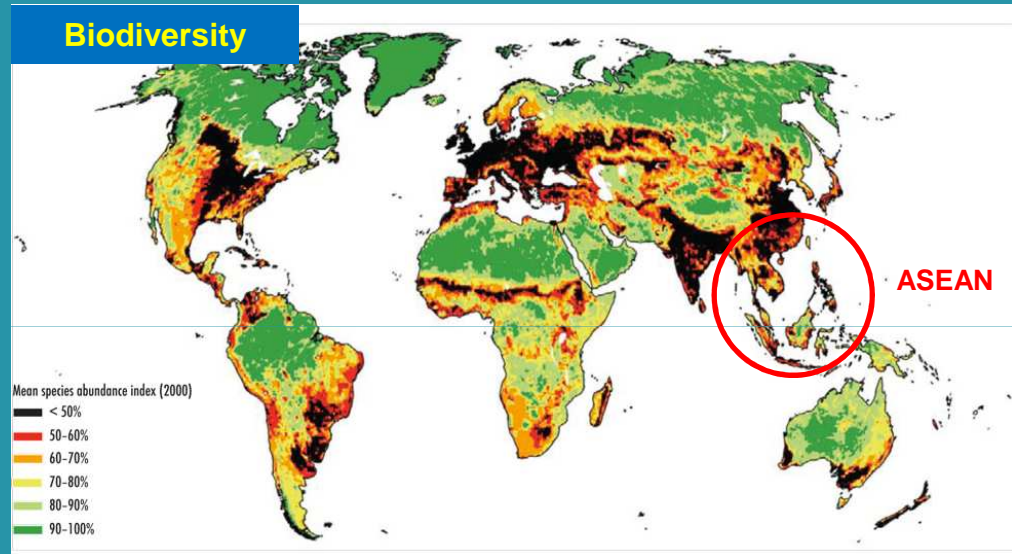 Biodiversity
ASEAN
Mean species abundance index (2000)
< 50%
50–60%
60–70%
70–80%
80–90%
90–100%